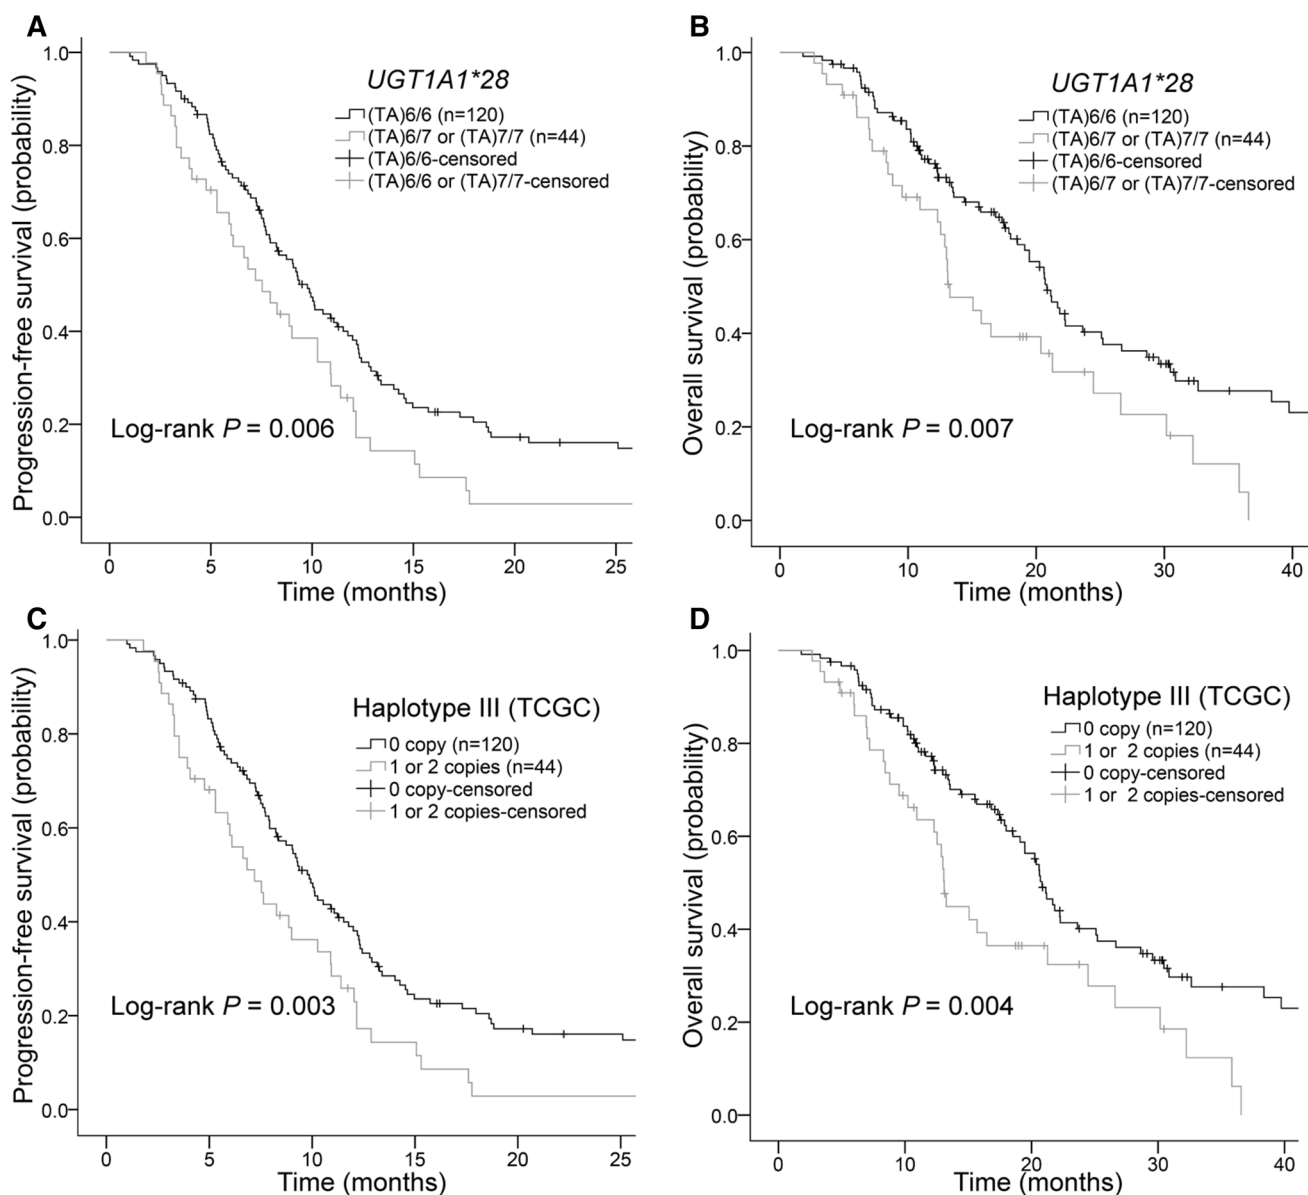 A
Progression-free survival (probability)
1.0
0.8
0.6
0.4
0.2
0.0
UGT1A1*28
(TA)6/6 (n=120)
(TA)6/7 or (TA)7/7 (n=44)
(TA)6/6-censored
(TA)6/6 or (TA)7/7-censored
Log-rank P = 0.006
0 5 10 15 20 25
Time (months)
B
Overall survival (probability)
1.0
0.8
0.6
0.4
0.2
0.0
UGT1A1*28
(TA)6/6 (n=120)
(TA)6/7 or (TA)7/7 (n=44)
(TA)6/6-censored
(TA)6/7 or (TA)7/7-censored
Log-rank P = 0.007
0 10 20 30 40
Time (months)
C
Progression-free survival (probability)
1.0
0.8
0.6
0.4
0.2
0.0
Haplotype III (TCGC)
0 copy (n=120)
1 or 2 copies (n=44)
0 copy-censored
1 or 2 copies-censored
Log-rank P = 0.003
0 5 10 15 20 25
Time (months)
D
Overall survival (probability)
1.0
0.8
0.6
0.4
0.2
0.0
Haplotype III (TCGC)
0 copy (n=120)
1 or 2 copies (n=44)
0 copy-censored
1 or 2 copies-censored
Log-rank P = 0.004
0 10 20 30 40
Time (months)